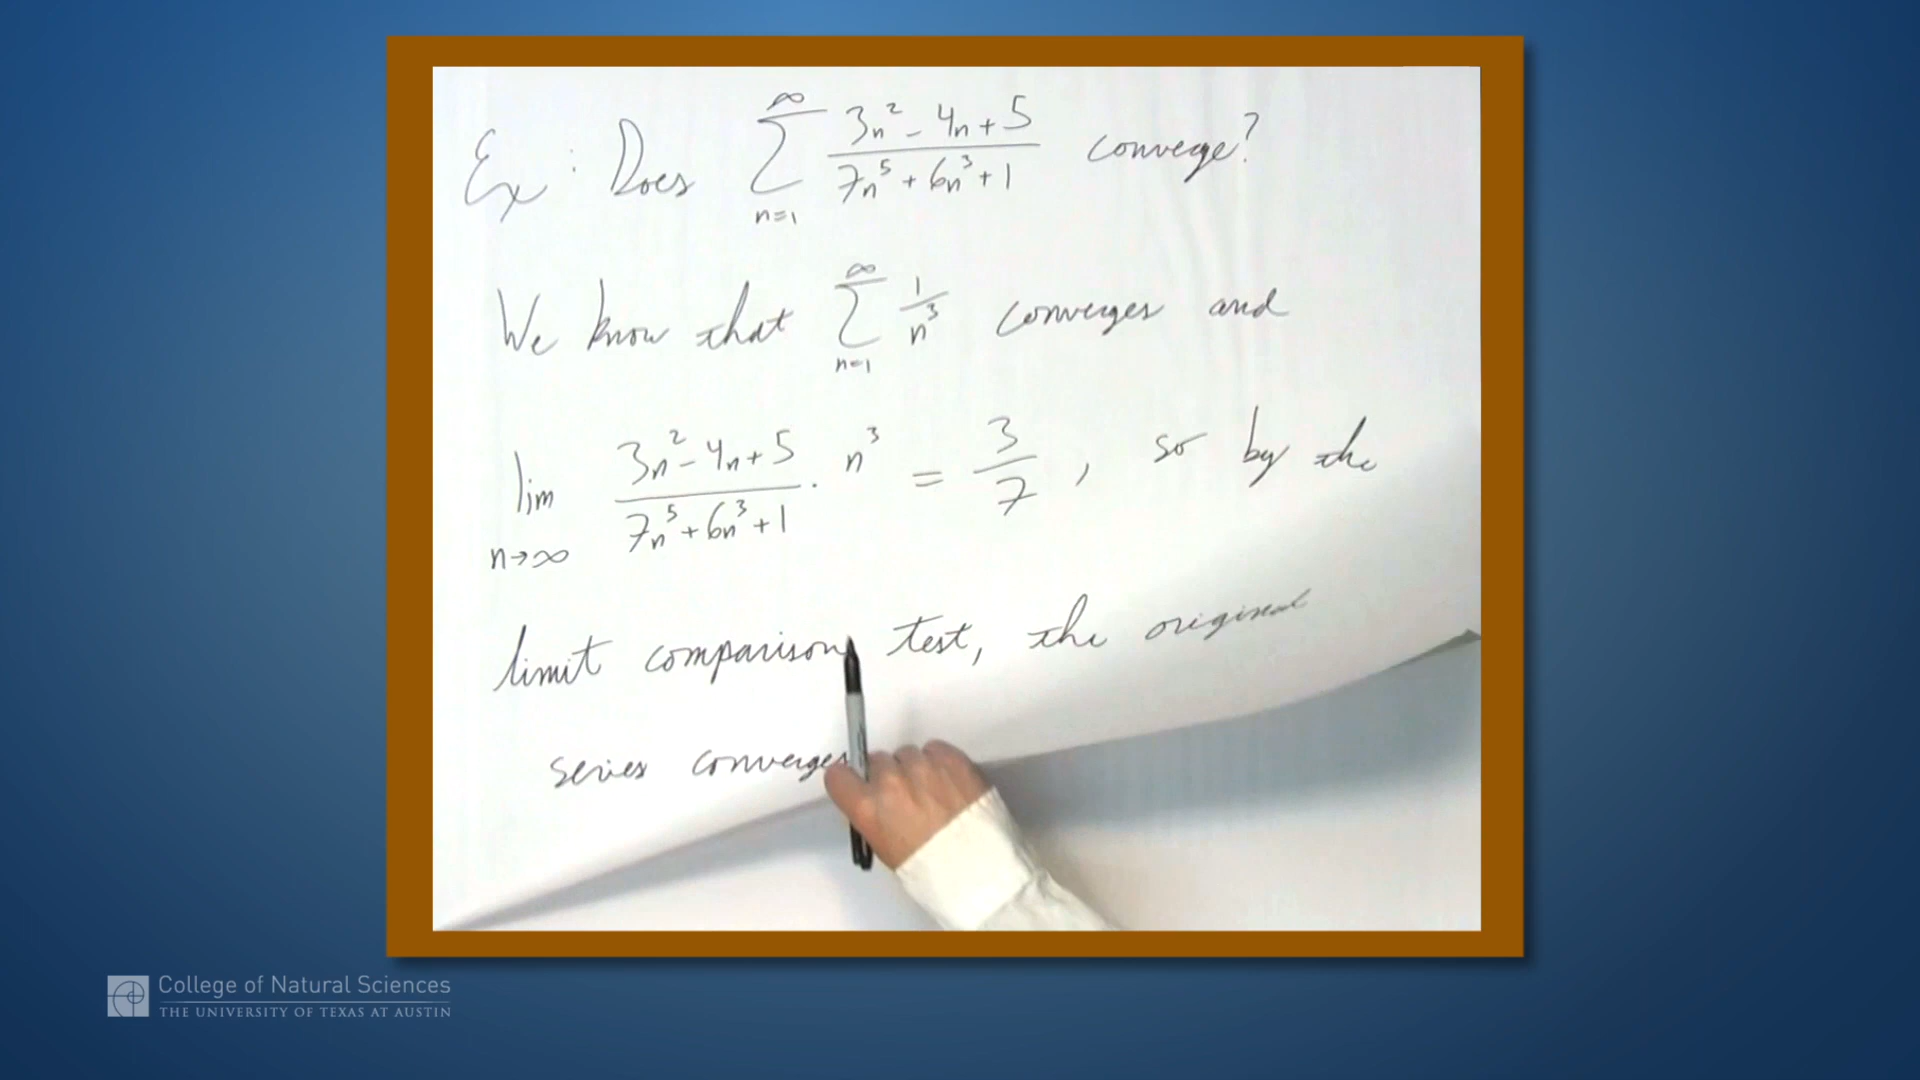 Ex: Does ∑_{n=1}^{∞} (3n² - 4n + 5)/(7n⁵ + 6n³ + 1) converge?
We know that ∑_{n=1}^{∞} 1/n³ converges and
lim_{n→∞} (3n² - 4n + 5)/(7n⁵ + 6n³ + 1) · n³ = 3/7, so by the
limit comparison test, the original
series converges
College of Natural Sciences
THE UNIVERSITY OF TEXAS AT AUSTIN